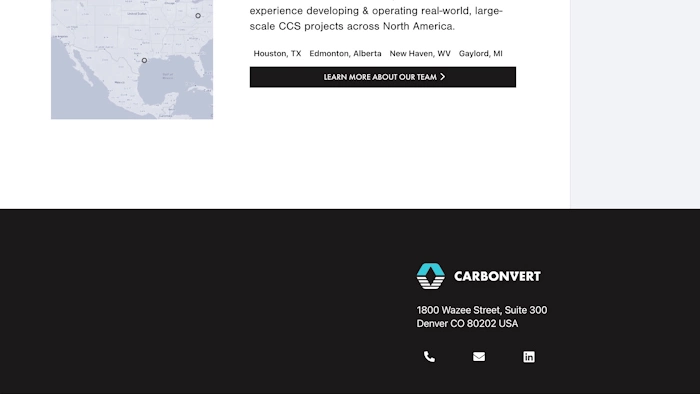 experience developing & operating real-world, large-
scale CCS projects across North America.
Houston, TX Edmonton, Alberta New Haven, WV Gaylord, MI
LEARN MORE ABOUT OUR TEAM
CARBONVERT
1800 Wazee Street, Suite 300
Denver CO 80202 USA